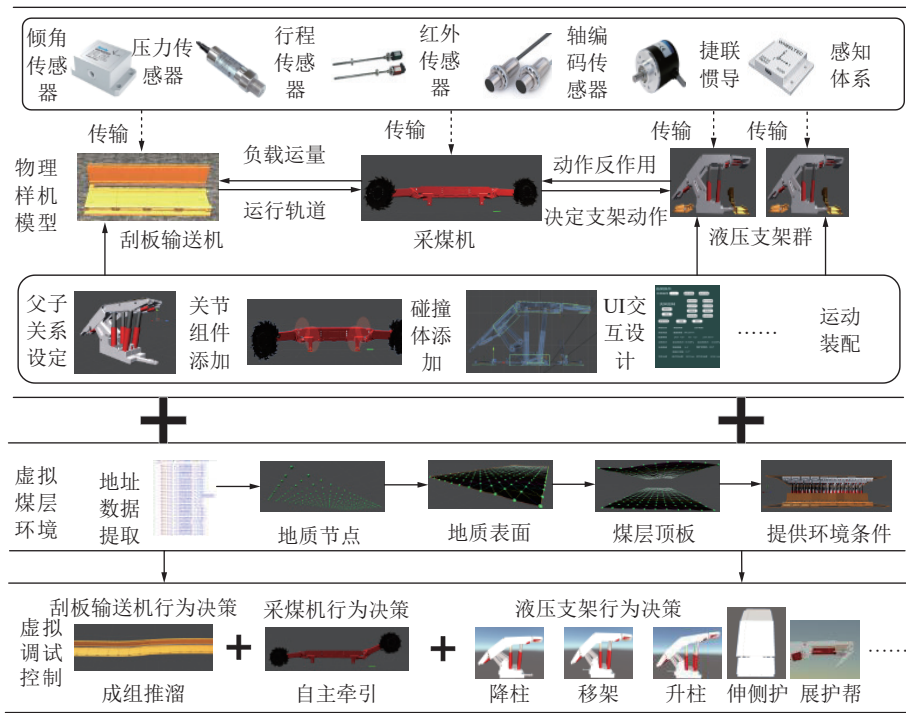 倾角
传感
器
压力传
感器
行程
传感
器
红外
传感
器
轴编
码传
感器
捷联
惯导
感知
体系
传输
传输
传输
传输
物理
样机
模型
负载运量
运行轨道
动作反作用
决定支架动作
刮板输送机
采煤机
液压支架群
父子
关系
设定
关节
组件
添加
碰撞
体添
加
UI交
互设
计
……
运动
装配
虚拟
煤层
环境
地址
数据
提取
地质节点
地质表面
煤层顶板
提供环境条件
虚拟
调试
控制
刮板输送机行为决策
采煤机行为决策
液压支架行为决策
成组推溜
自主牵引
降柱
移架
升柱
伸侧护
展护帮
……